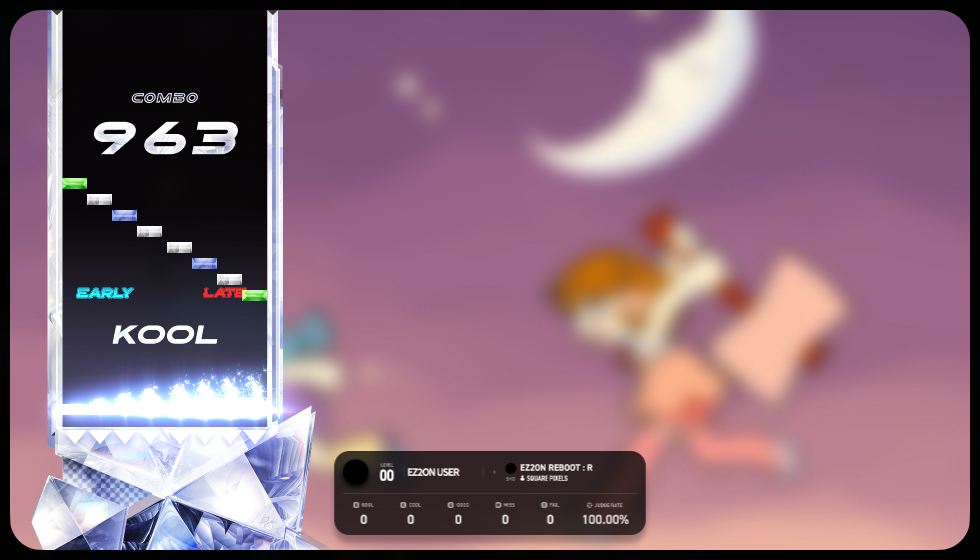 COMBO
963
EARLY LATE
KOOL
LEVEL
00 EZ2ON USER
EZ2ON REBOOT : R
SQUARE PIXELS
KOOL COOL GOOD MISS FAIL JUDGE RATE
0 0 0 0 0 100.00%